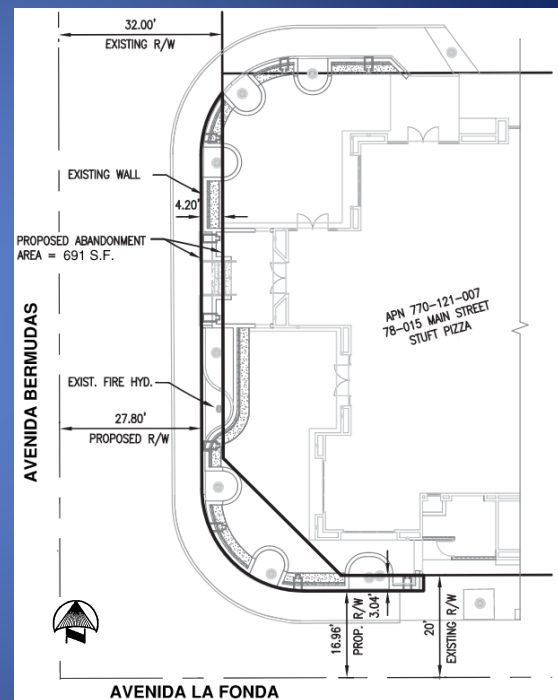 32.00'
EXISTING R/W
EXISTING WALL
4.20'
PROPOSED ABANDONMENT
AREA = 691 S.F.
APN 770-121-007
78-015 MAIN STREET
STUFT PIZZA
AVENIDA BERMUDAS
EXIST. FIRE HYD.
27.80'
PROPOSED R/W
16.96'
PROP. R/W
3.04'
20'
EXISTING R/W
N
AVENIDA LA FONDA